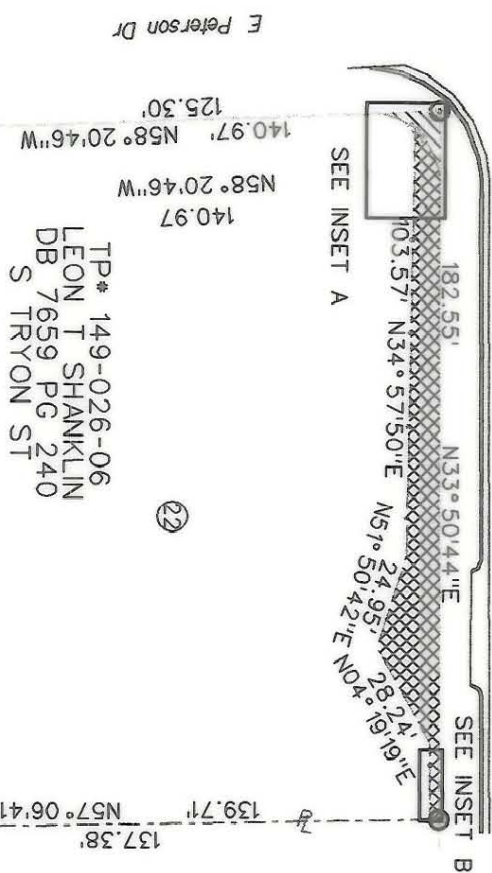 E Peterson Dr
125.30'
N58°20'46"W
140.97'
N58°20'46"W
140.97
SEE INSET A
103.57' N34°57'50"E
182.55' N33°50'44"E
24.95'
N51°50'42"E
28.24'
N04°19'19"E
SEE INSET B
TP# 149-026-06
LEON T SHANKLIN
DB 7659 PG 240
S TRYON ST
22
139.71'
N57°06'41
137.38'